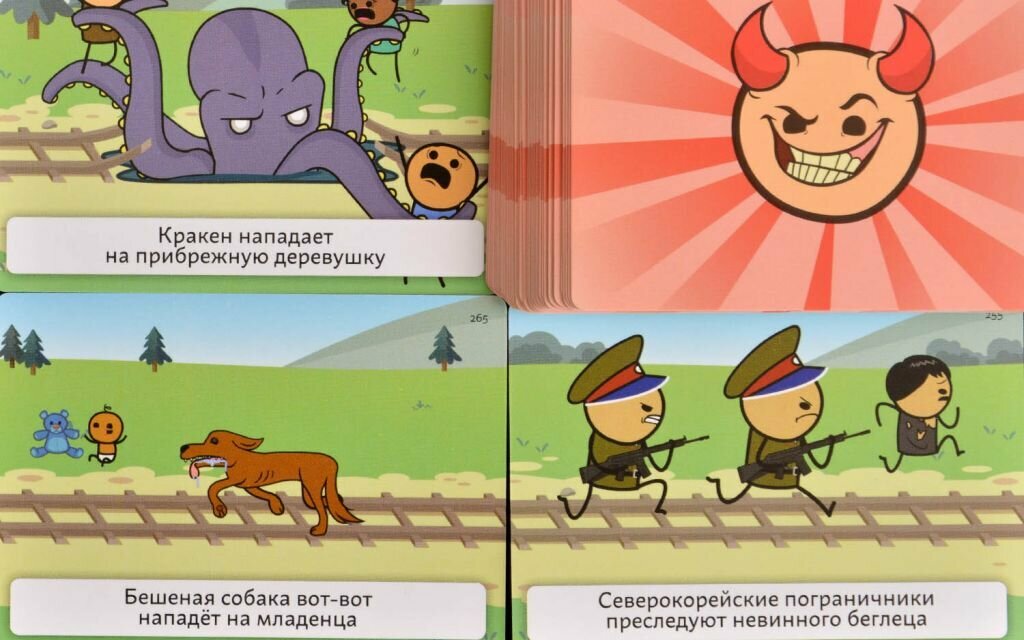 Кракен нападает
на прибрежную деревушку
265
Бешеная собака вот-вот
нападёт на младенца
255
Северокорейские пограничники
преследуют невинного беглеца